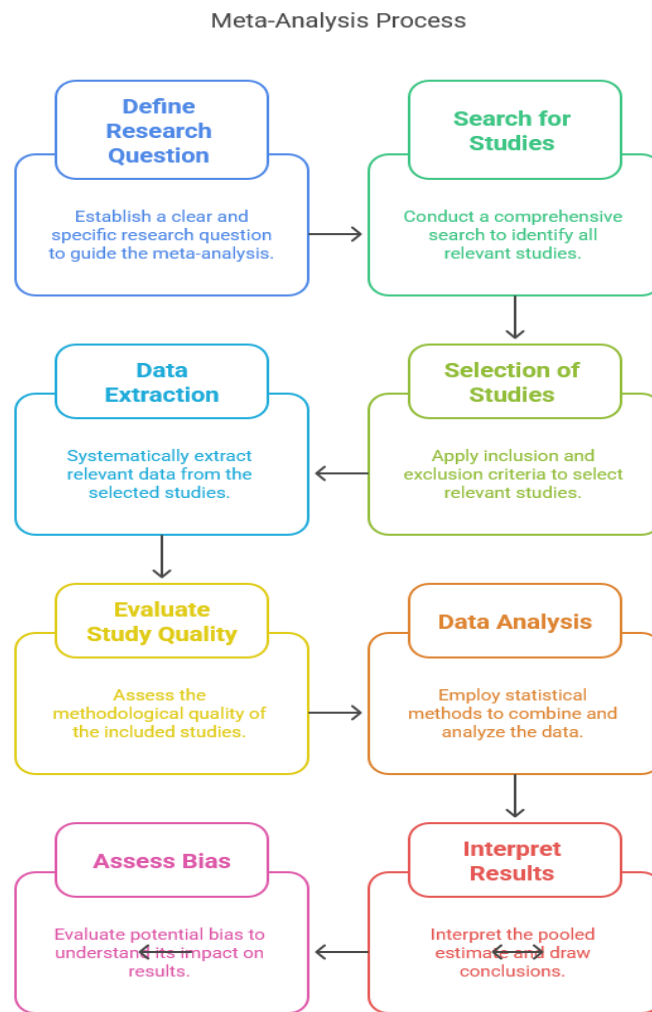 Meta-Analysis Process
Define
Research
Question
Establish a clear and
specific research question
to guide the meta-analysis.
Search for
Studies
Conduct a comprehensive
search to identify all
relevant studies.
Selection of
Studies
Apply inclusion and
exclusion criteria to select
relevant studies.
Data
Extraction
Systematically extract
relevant data from the
selected studies.
Evaluate
Study Quality
Assess the
methodological quality of
the included studies.
Data Analysis
Employ statistical
methods to combine and
analyze the data.
Interpret
Results
Interpret the pooled
estimate and draw
conclusions.
Assess Bias
Evaluate potential bias to
understand its impact on
results.